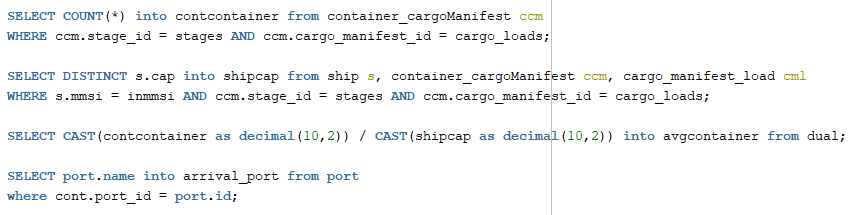 SELECT COUNT(*) into contcontainer from container_cargoManifest ccm
WHERE ccm.stage_id = stages AND ccm.cargo_manifest_id = cargo_loads;
SELECT DISTINCT s.cap into shipcap from ship s, container_cargoManifest ccm, cargo_manifest_load cml
WHERE s.mmsi = inmmsi AND ccm.stage_id = stages AND ccm.cargo_manifest_id = cargo_loads;
SELECT CAST(contcontainer as decimal(10,2)) / CAST(shipcap as decimal(10,2)) into avgcontainer from dual;
SELECT port.name into arrival_port from port
where cont.port_id = port.id;